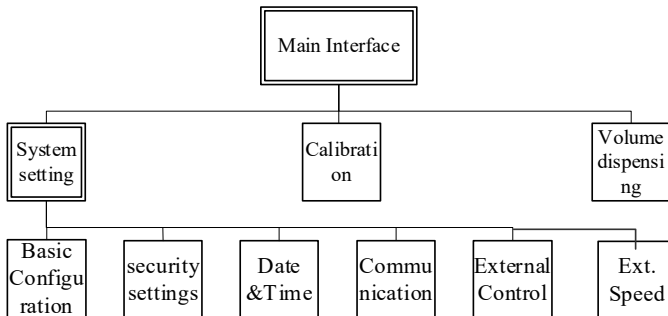 Main Interface
System
setting
Calibrati
on
Volume
dispensi
ng
Basic
Configu
ration
security
settings
Date
&Time
Commu
nication
External
Control
Ext.
Speed